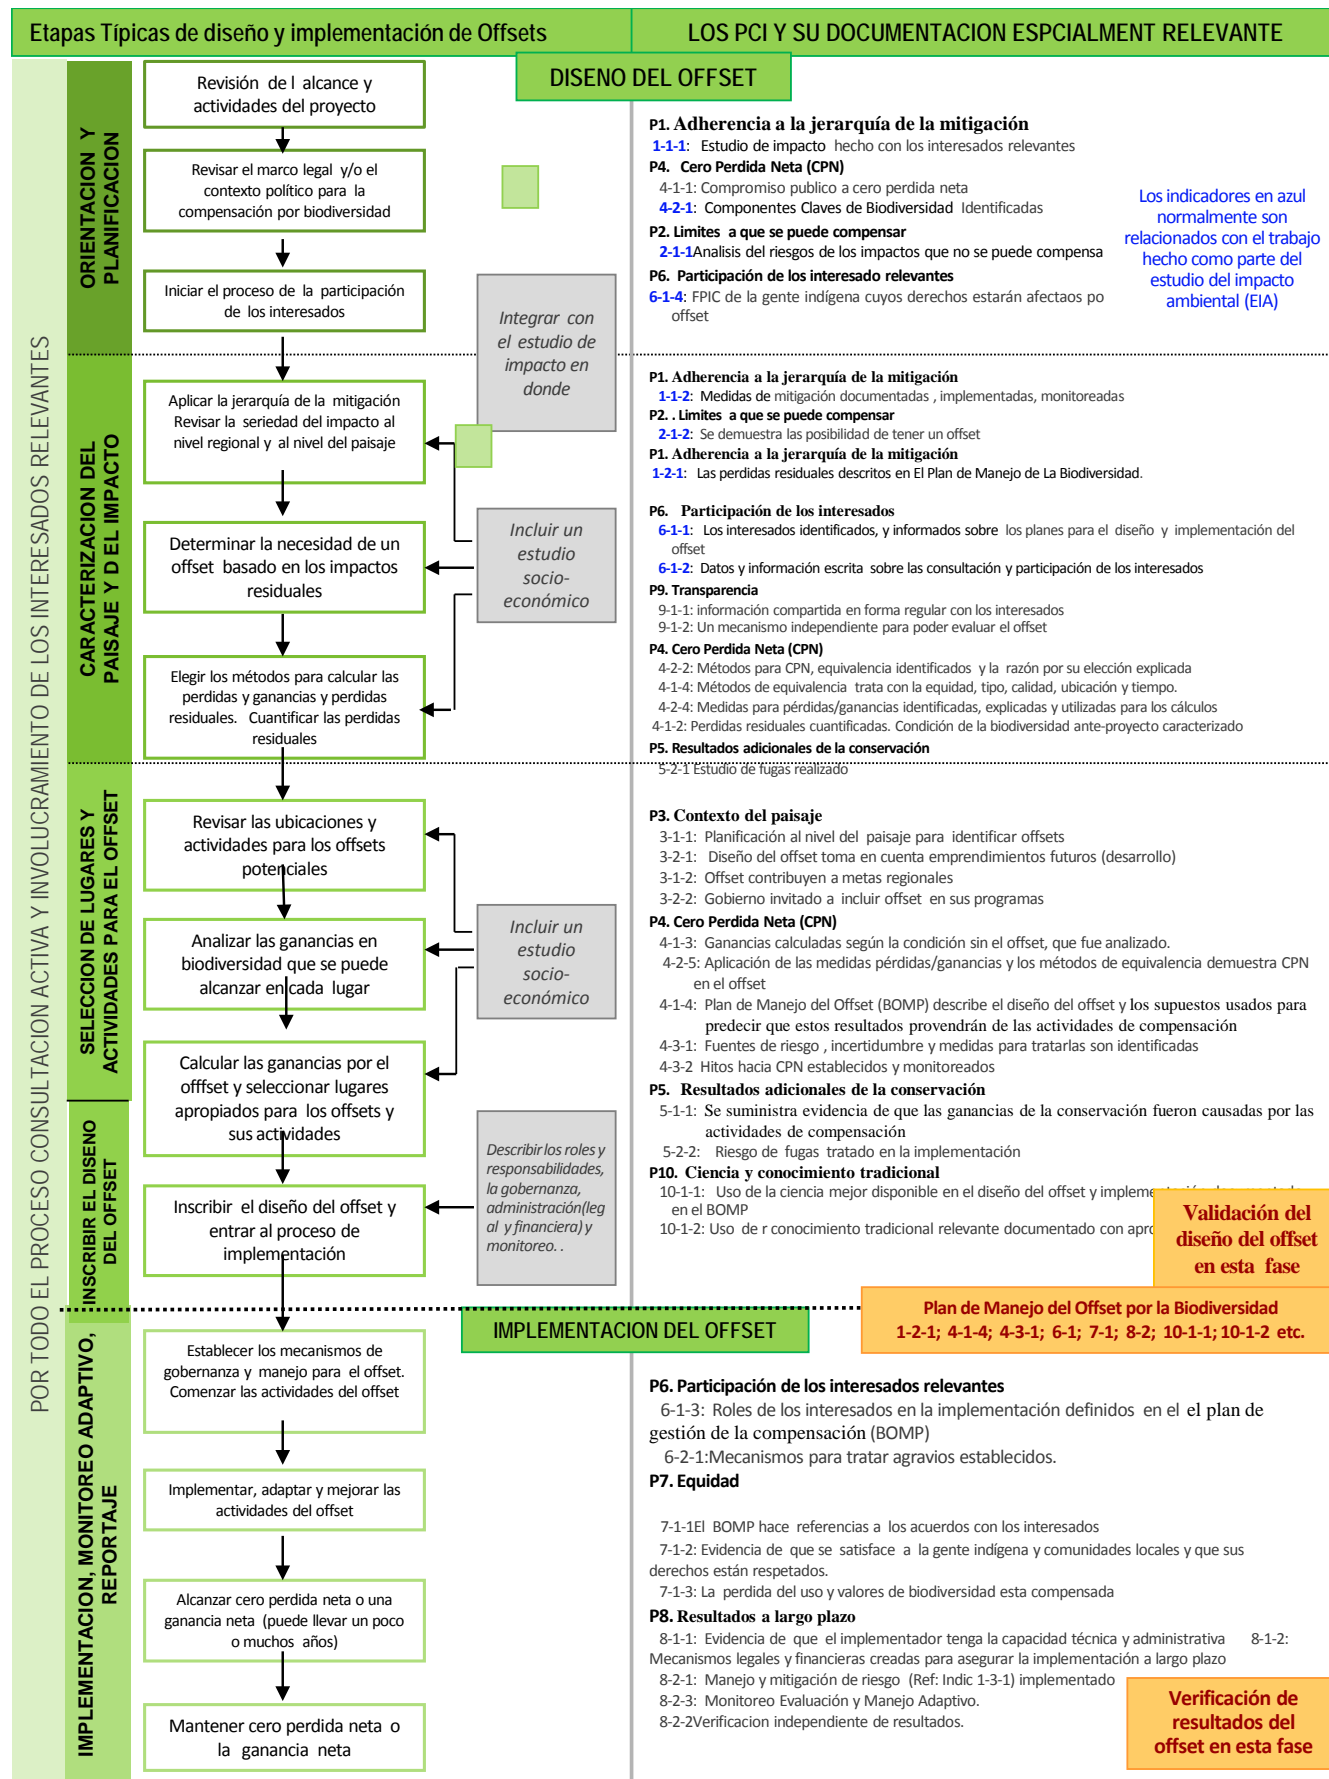 Etapas Típicas de diseño y implementación de Offsets
LOS PCI Y SU DOCUMENTACION ESPCIALMENT RELEVANTE
DISENO DEL OFFSET
POR TODO EL PROCESO CONSULTACION ACTIVA Y INVOLUCRAMIENTO DE LOS INTERESADOS RELEVANTES
ORIENTACION Y
PLANIFICACION
Revisión de l alcance y
actividades del proyecto
Revisar el marco legal y/o el
contexto político para la
compensación por biodiversidad
Iniciar el proceso de la participación
de los interesados
Integrar con
el estudio de
impacto en
donde
P1. Adherencia a la jerarquía de la mitigación
1-1-1: Estudio de impacto hecho con los interesados relevantes
P4. Cero Perdida Neta (CPN)
4-1-1: Compromiso publico a cero perdida neta
4-2-1: Componentes Claves de Biodiversidad Identificadas
P2. Limites a que se puede compensar
2-1-1Analisis del riesgos de los impactos que no se puede compensa
P6. Participación de los interesado relevantes
6-1-4: FPIC de la gente indígena cuyos derechos estarán afectaos po
offset
Los indicadores en azul
normalmente son
relacionados con el trabajo
hecho como parte del
estudio del impacto
ambiental (EIA)
CARACTERIZACION DEL
PAISAJE Y D EL IMPACTO
Aplicar la jerarquía de la mitigación
Revisar la seriedad del impacto al
nivel regional y al nivel del paisaje
Determinar la necesidad de un
offset basado en los impactos
residuales
Elegir los métodos para calcular las
perdidas y ganancias y perdidas
residuales. Cuantificar las perdidas
residuales
Incluir un
estudio
socio-
económico
P1. Adherencia a la jerarquía de la mitigación
1-1-2: Medidas de mitigación documentadas , implementadas, monitoreadas
P2. . Limites a que se puede compensar
2-1-2: Se demuestra las posibilidad de tener un offset
P1. Adherencia a la jerarquía de la mitigación
1-2-1: Las perdidas residuales descritos en El Plan de Manejo de La Biodiversidad.
P6. Participación de los interesados
6-1-1: Los interesados identificados, y informados sobre los planes para el diseño y implementación del
offset
6-1-2: Datos y información escrita sobre las consultación y participación de los interesados
P9. Transparencia
9-1-1: información compartida en forma regular con los interesados
9-1-2: Un mecanismo independiente para poder evaluar el offset
P4. Cero Perdida Neta (CPN)
4-2-2: Métodos para CPN, equivalencia identificados y la razón por su elección explicada
4-1-4: Métodos de equivalencia trata con la equidad, tipo, calidad, ubicación y tiempo.
4-2-4: Medidas para pérdidas/ganancias identificadas, explicadas y utilizadas para los cálculos
4-1-2: Perdidas residuales cuantificadas. Condición de la biodiversidad ante-proyecto caracterizado
P5. Resultados adicionales de la conservación
5-2-1 Estudio de fugas realizado
SELECCION DE LUGARES Y
ACTIVIDADES PARA EL OFFSET
Revisar las ubicaciones y
actividades para los offsets
potenciales
Analizar las ganancias en
biodiversidad que se puede
alcanzar en cada lugar
Calcular las ganancias por el
offfset y seleccionar lugares
apropiados para los offsets y
sus actividades
Incluir un
estudio
socio-
económico
P3. Contexto del paisaje
3-1-1: Planificación al nivel del paisaje para identificar offsets
3-2-1: Diseño del offset toma en cuenta emprendimientos futuros (desarrollo)
3-1-2: Offset contribuyen a metas regionales
3-2-2: Gobierno invitado a incluir offset en sus programas
P4. Cero Perdida Neta (CPN)
4-1-3: Ganancias calculadas según la condición sin el offset, que fue analizado.
4-2-5: Aplicación de las medidas pérdidas/ganancias y los métodos de equivalencia demuestra CPN
en el offset
4-1-4: Plan de Manejo del Offset (BOMP) describe el diseño del offset y los supuestos usados para
predecir que estos resultados provendrán de las actividades de compensación
4-3-1: Fuentes de riesgo , incertidumbre y medidas para tratarlas son identificadas
4-3-2 Hitos hacia CPN establecidos y monitoreados
P5. Resultados adicionales de la conservación
5-1-1: Se suministra evidencia de que las ganancias de la conservación fueron causadas por las
actividades de compensación
5-2-2: Riesgo de fugas tratado en la implementación
P10. Ciencia y conocimiento tradicional
10-1-1: Uso de la ciencia mejor disponible en el diseño del offset y
en el BOMP
10-1-2: Uso de r conocimiento tradicional relevante documentado con
INSCRIBIR EL DISENO
DEL OFFSET
Inscribir el diseño del offset y
entrar al proceso de
implementación
Describir los roles y
responsabilidades,
la gobernanza,
administración(leg
al y financiera) y
monitoreo. .
Validación del
diseño del offset
en esta fase
Plan de Manejo del Offset por la Biodiversidad
1-2-1; 4-1-4; 4-3-1; 6-1; 7-1; 8-2; 10-1-1; 10-1-2 etc.
IMPLEMENTACION DEL OFFSET
IMPLEMENTACION, MONITOREO ADAPTIVO,
REPORTAJE
Establecer los mecanismos de
gobernanza y manejo para el offset.
Comenzar las actividades del offset
Implementar, adaptar y mejorar las
actividades del offset
Alcanzar cero perdida neta o una
ganancia neta (puede llevar un poco
o muchos años)
Mantener cero perdida neta o
la ganancia neta
P6. Participación de los interesados relevantes
6-1-3: Roles de los interesados en la implementación definidos en el el plan de
gestión de la compensación (BOMP)
6-2-1:Mecanismos para tratar agravios establecidos.
P7. Equidad
7-1-1El BOMP hace referencias a los acuerdos con los interesados
7-1-2: Evidencia de que se satisface a la gente indígena y comunidades locales y que sus
derechos están respetados.
7-1-3: La perdida del uso y valores de biodiversidad esta compensada
P8. Resultados a largo plazo
8-1-1: Evidencia de que el implementador tenga la capacidad técnica y administrativa 8-1-2:
Mecanismos legales y financieras creadas para asegurar la implementación a largo plazo
8-2-1: Manejo y mitigación de riesgo (Ref: Indic 1-3-1) implementado
8-2-3: Monitoreo Evaluación y Manejo Adaptivo.
8-2-2Verificacion independiente de resultados.
Verificación de
resultados del
offset en esta fase